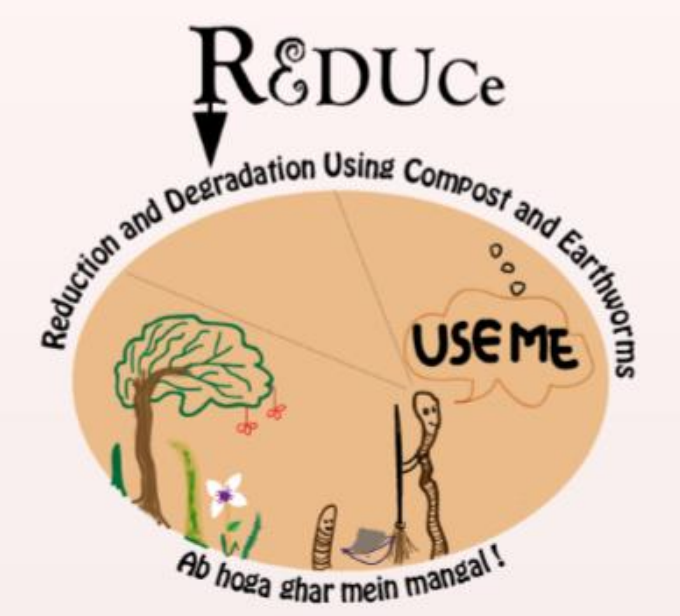 REDUCe
Reduction and Degradation Using Compost and Earthworms
USE ME
Ab hoga ghar mein mangal!